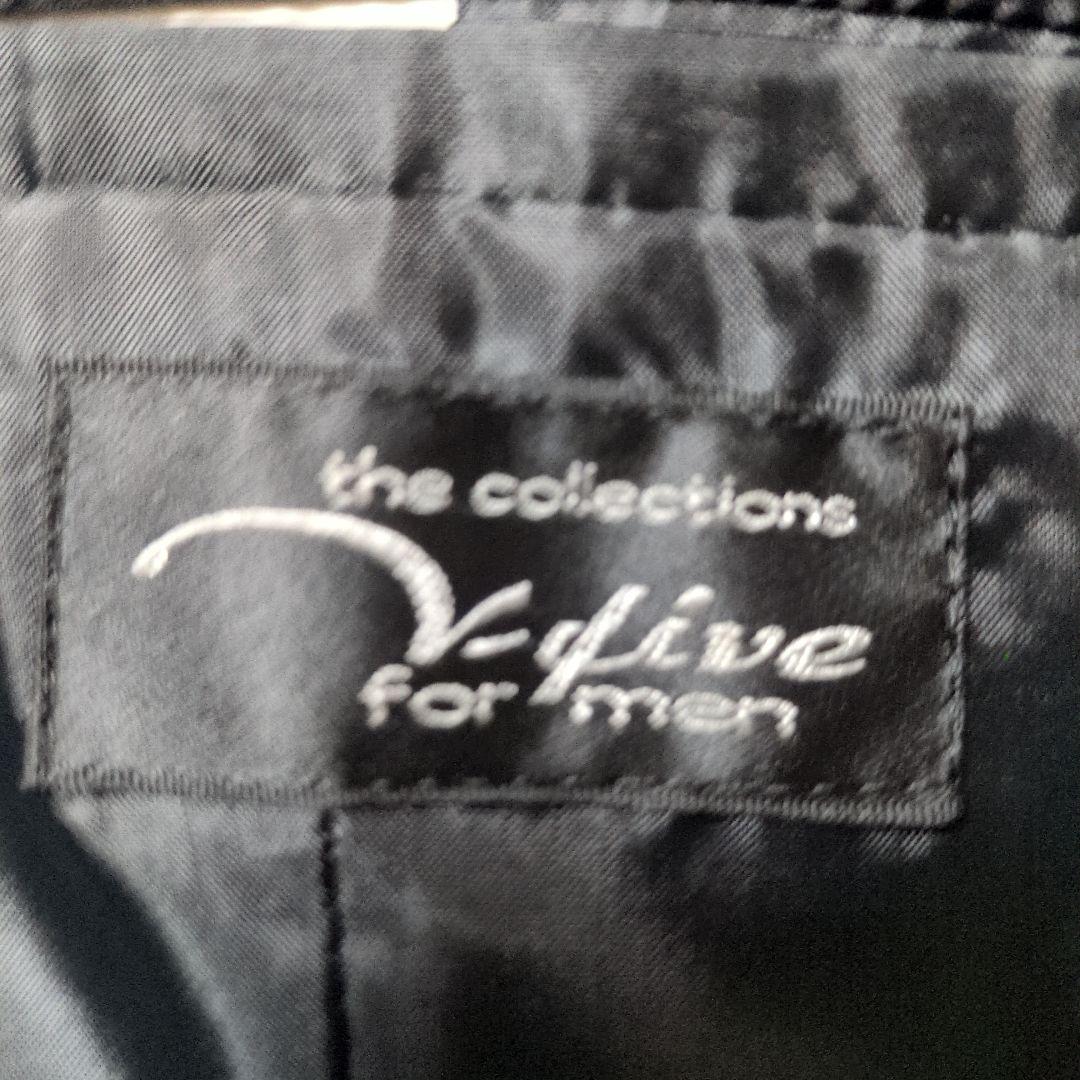 the collections
V-five
for men